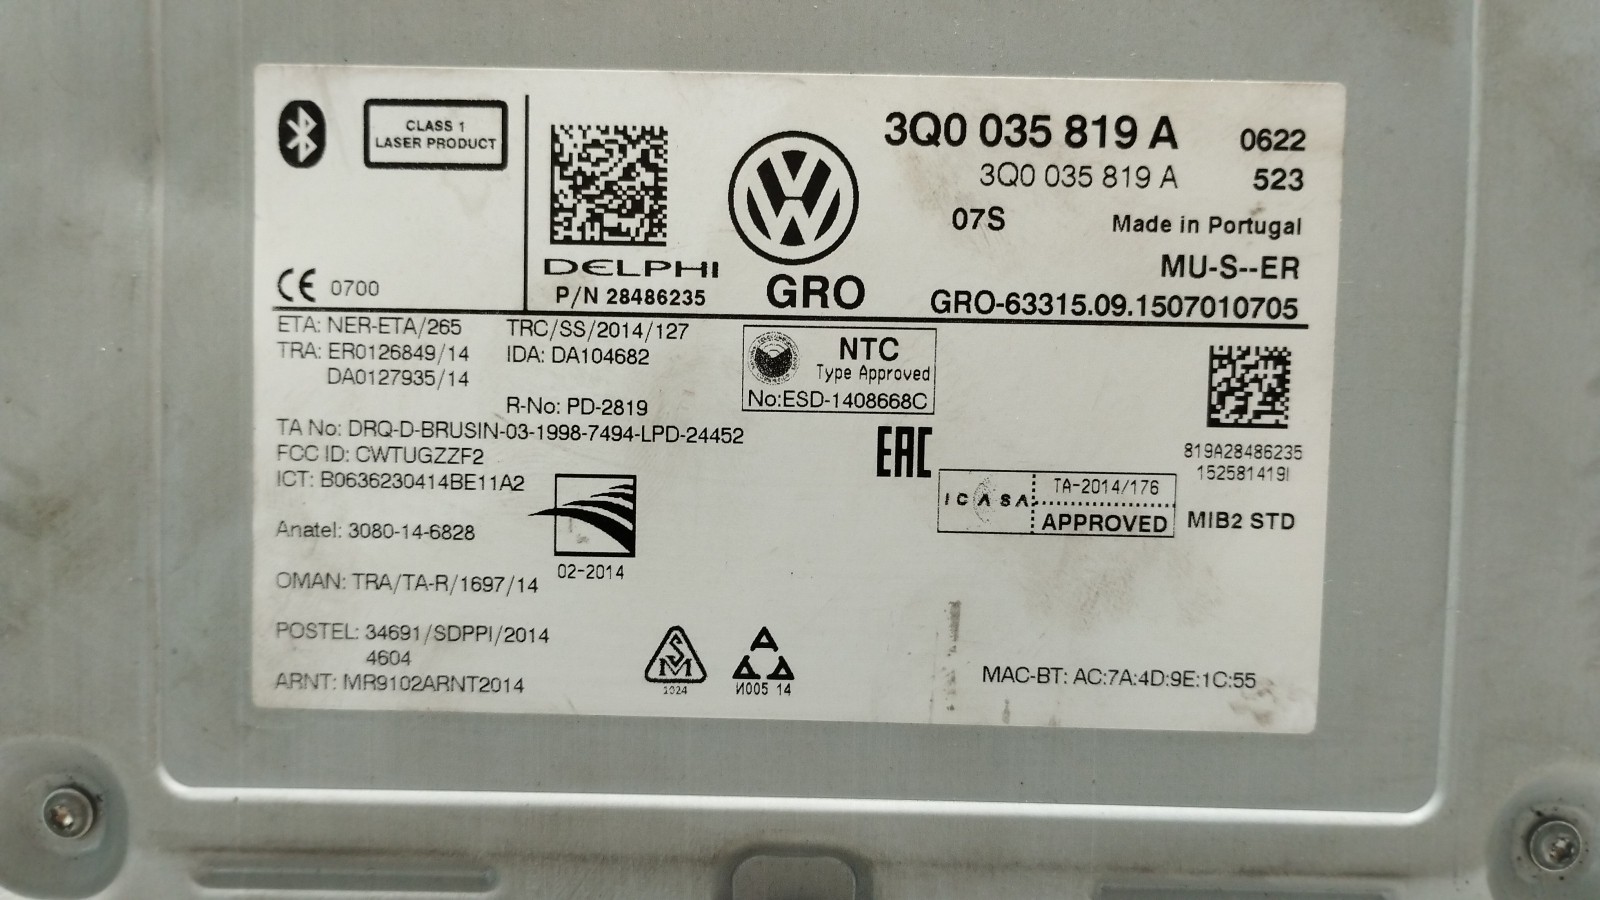 CLASS 1
LASER PRODUCT
DELPHI
P/N 28486235
VW
GRO
3Q0 035 819 A 0622
3Q0 035 819 A 523
07S Made in Portugal
MU-S--ER
GRO-63315.09.1507010705
CE 0700
ETA: NER-ETA/265 TRC/SS/2014/127
TRA: ER0126849/14 IDA: DA104682
DA0127935/14
R-No: PD-2819
TA No: DRQ-D-BRUSIN-03-1998-7494-LPD-24452
FCC ID: CWTUGZZF2
ICT: B0636230414BE11A2
Anatel: 3080-14-6828
02-2014
OMAN: TRA/TA-R/1697/14
POSTEL: 34691/SDPPI/2014
4604
ARNT: MR9102ARNT2014
NTC
Type Approved
No:ESD-1408668C
EAC
ICASA
TA-2014/176
APPROVED
819A28486235
1525814191
MIB2 STD
SM
1024
И005 14
MAC-BT: AC:7A:4D:9E:1C:55